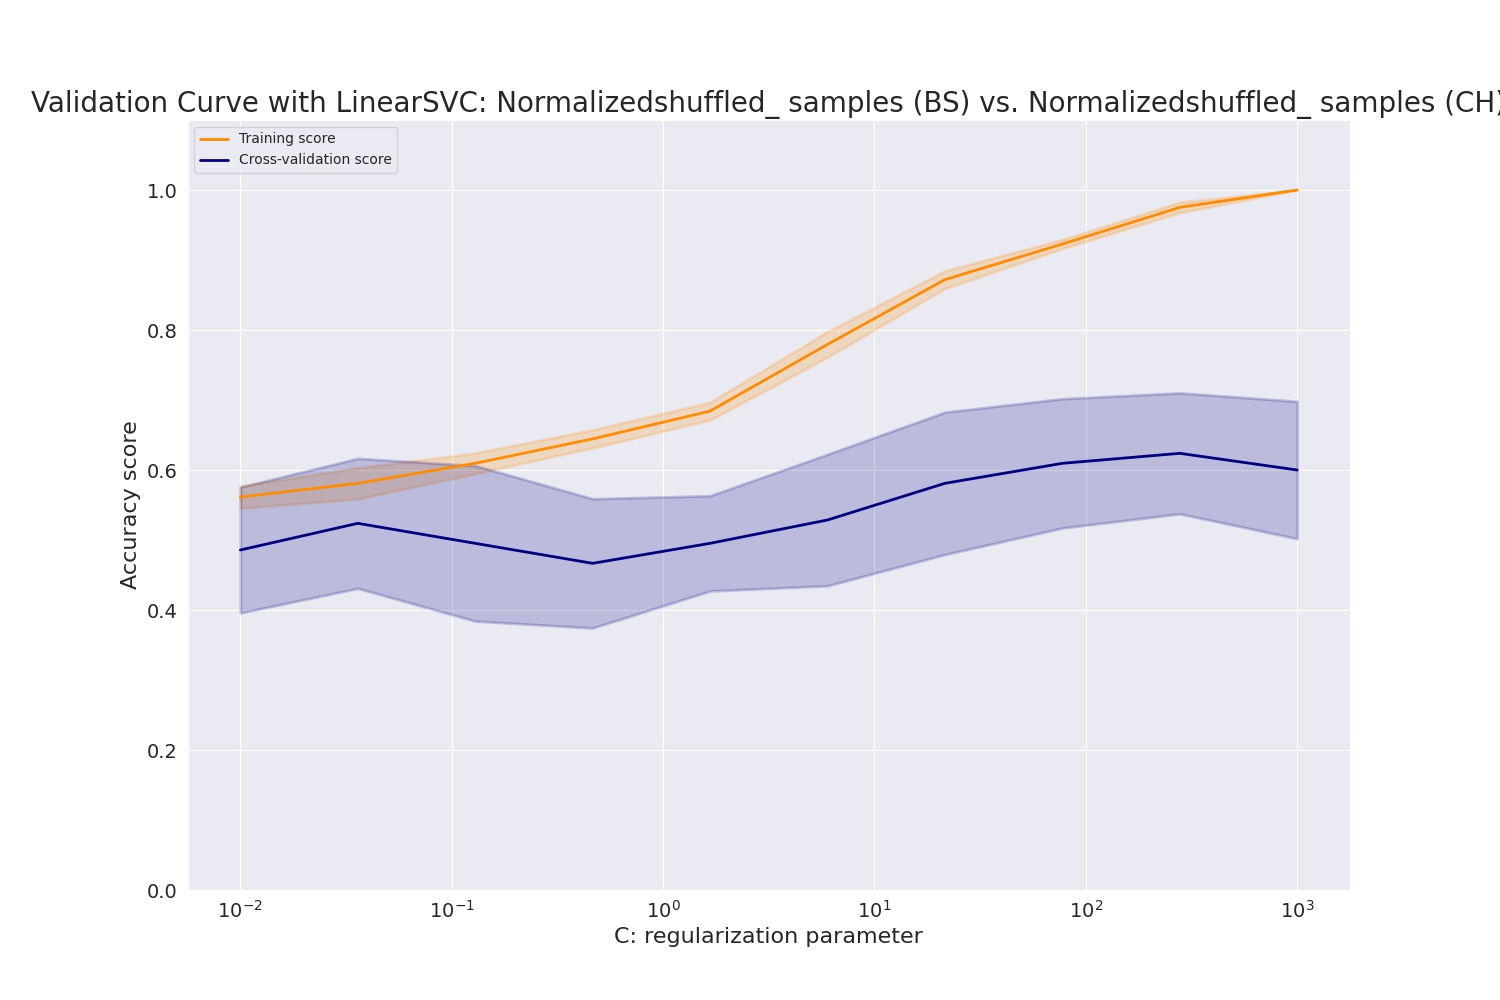 Validation Curve with LinearSVC: Normalizedshuffled_ samples (BS) vs. Normalizedshuffled_ samples (CH)
Training score
Cross-validation score
1.0
0.8
0.6
0.4
0.2
0.0
Accuracy score
10⁻² 10⁻¹ 10⁰ 10¹ 10² 10³
C: regularization parameter